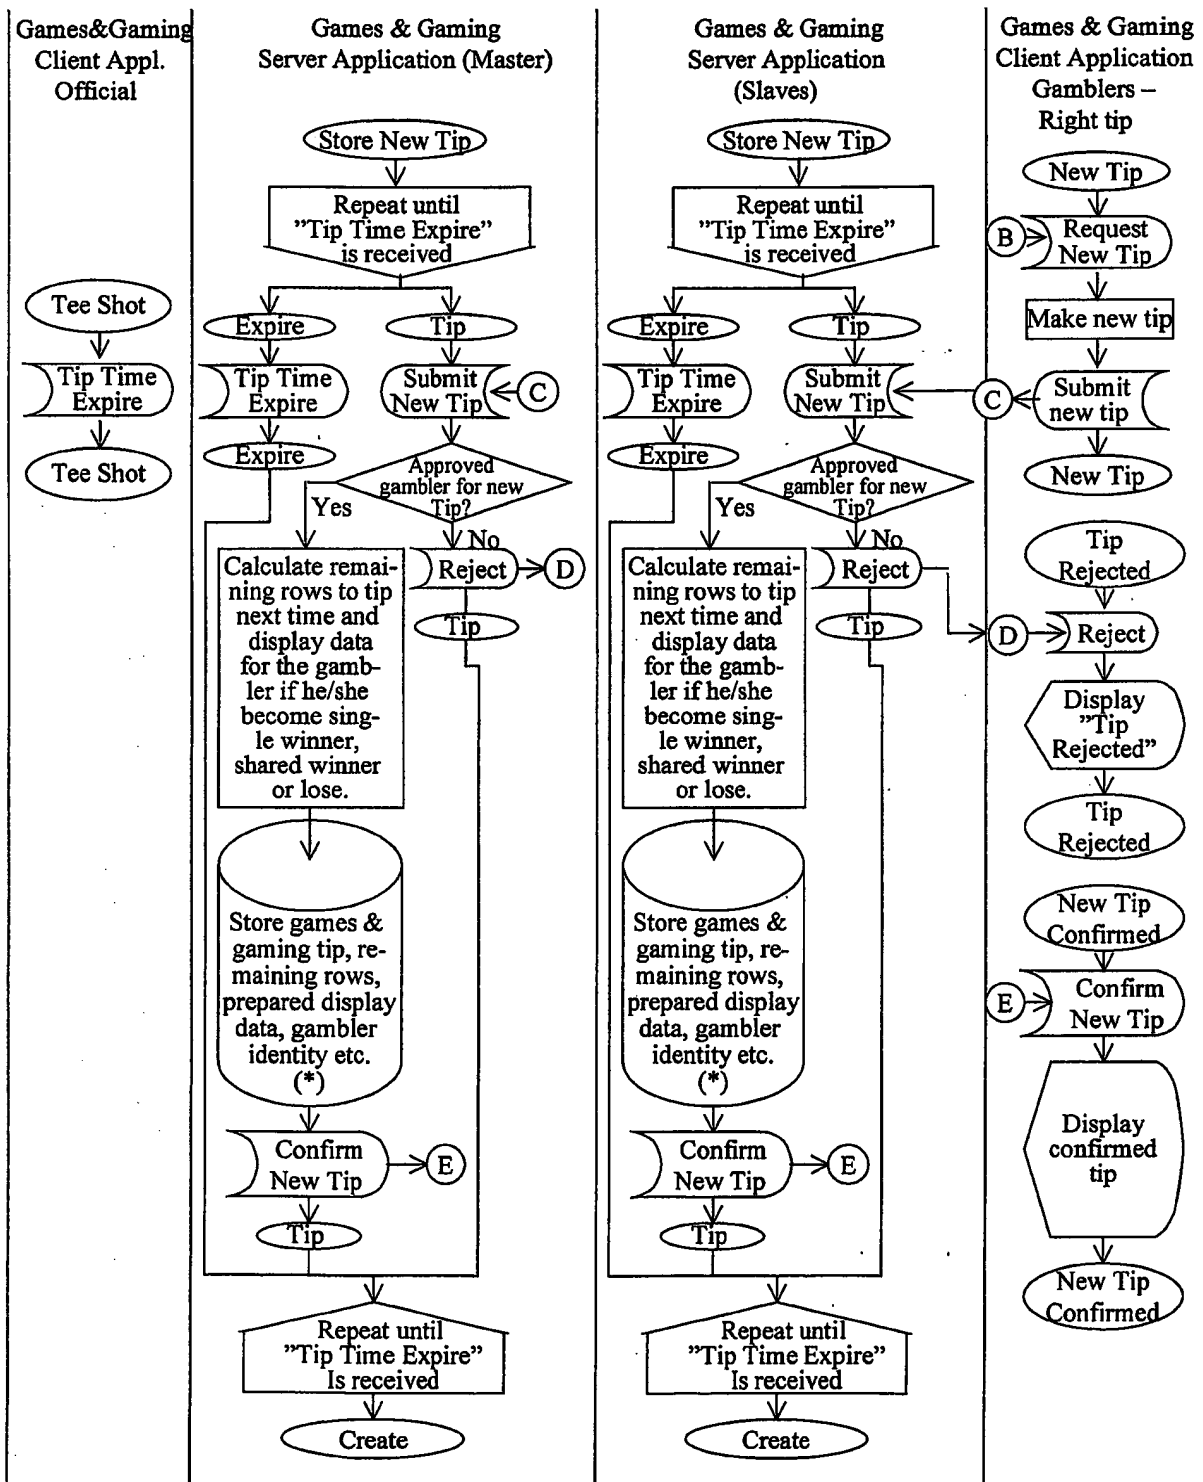 Games&Gaming
Client Appl.
Official
Tee Shot
Tip Time
Expire
Tee Shot
Games & Gaming
Server Application (Master)
Store New Tip
Repeat until
"Tip Time Expire"
is received
Expire
Tip
Tip Time
Expire
Submit
New Tip
C
Expire
Approved
gambler for new
Tip?
Yes
No
Reject
D
Tip
Calculate remai-
ning rows to tip
next time and
display data
for the gamb-
ler if he/she
become sing-
le winner,
shared winner
or lose.
Store games &
gaming tip, re-
maining rows,
prepared display
data, gambler
identity etc.
(*)
Confirm
New Tip
E
Tip
Repeat until
"Tip Time Expire"
Is received
Create
Games & Gaming
Server Application
(Slaves)
Store New Tip
Repeat until
"Tip Time Expire"
is received
Expire
Tip
Tip Time
Expire
Submit
New Tip
Expire
Approved
gambler for new
Tip?
Yes
No
Reject
Tip
Calculate remai-
ning rows to tip
next time and
display data
for the gamb-
ler if he/she
become sing-
le winner,
shared winner
or lose.
Store games &
gaming tip, re-
maining rows,
prepared display
data, gambler
identity etc.
(*)
Confirm
New Tip
E
Tip
Repeat until
"Tip Time Expire"
Is received
Create
Games & Gaming
Client Application
Gamblers –
Right tip
New Tip
B
Request
New Tip
Make new tip
C
Submit
new tip
New Tip
Tip
Rejected
D
Reject
Display
"Tip
Rejected"
Tip
Rejected
New Tip
Confirmed
E
Confirm
New Tip
Display
confirmed
tip
New Tip
Confirmed